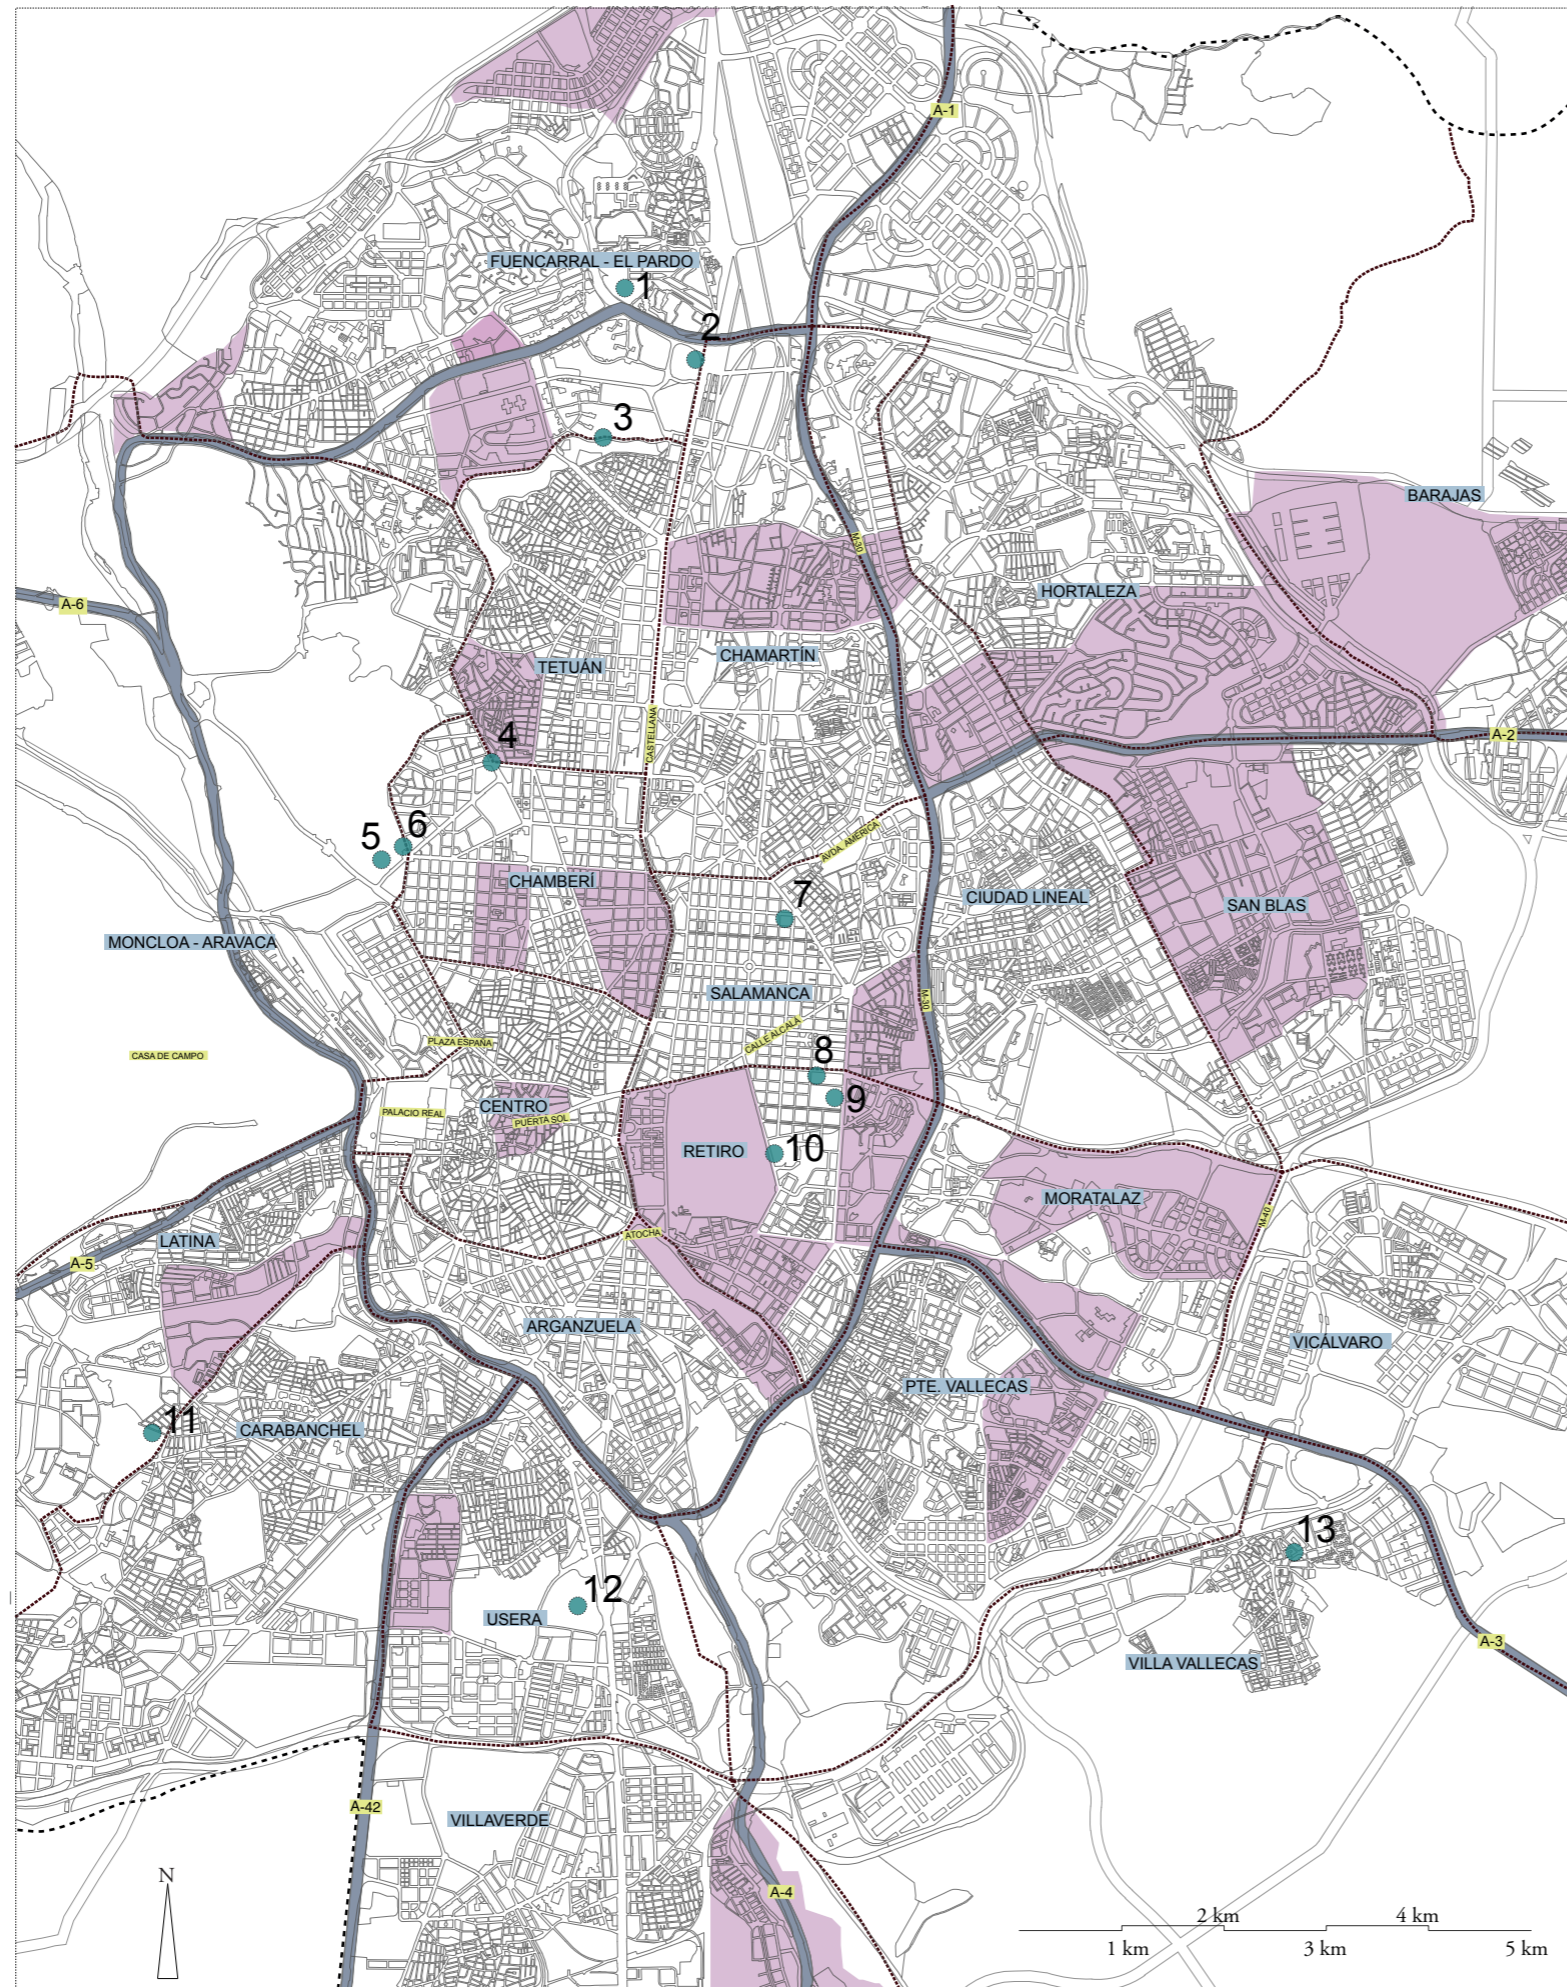 A-1
FUENCARRAL - EL PARDO
1
2
3
BARAJAS
M-30
HORTALEZA
A-6
CHAMARTÍN
TETUÁN
CASTELLANA
4
A-2
5
6
AVDA. AMÉRICA
CHAMBERÍ
7
CIUDAD LINEAL
SAN BLAS
MONCLOA - ARAVACA
SALAMANCA
M-30
CALLE ALCALA
PLAZA ESPAÑA
CASA DE CAMPO
8
9
CENTRO
PALACIO REAL
PUERTA SOL
RETIRO
10
MORATALAZ
M-40
LATINA
ATOCHA
A-5
ARGANZUELA
VICÁLVARO
PTE. VALLECAS
11
CARABANCHEL
13
12
USERA
A-3
VILLA VALLECAS
A-42
VILLAVERDE
N
A-4
2 km
4 km
1 km
3 km
5 km